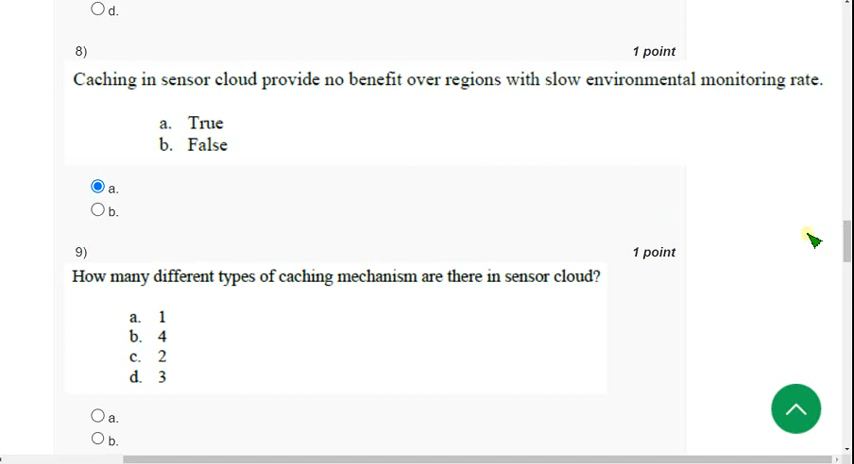 d.
8)
1 point
Caching in sensor cloud provide no benefit over regions with slow environmental monitoring rate.
a. True
b. False
a.
b.
9)
1 point
How many different types of caching mechanism are there in sensor cloud?
a. 1
b. 4
c. 2
d. 3
a.
b.